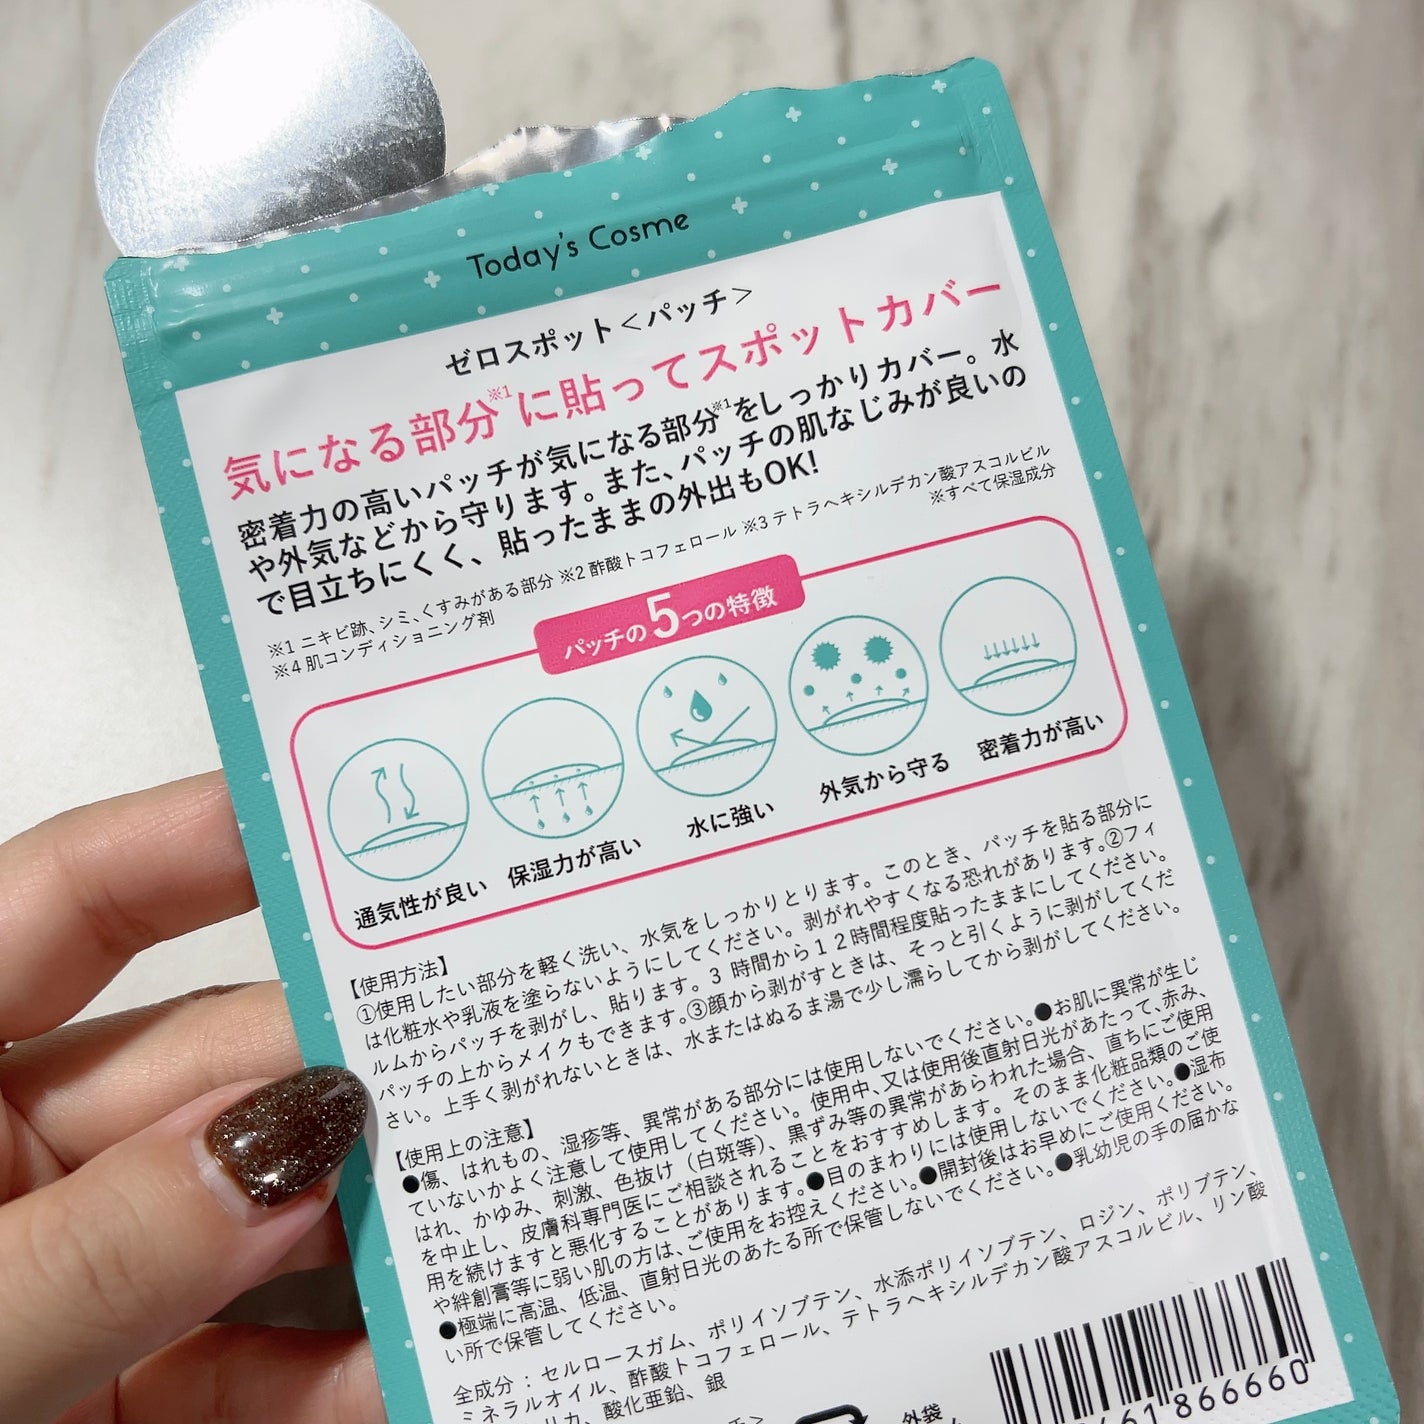 Today's Cosme
ゼロスポット＜パッチ＞
気になる部分※1に貼ってスポットカバー
密着力の高いパッチが気になる部分※1をしっかりカバー。水
や外気などから守ります。また、パッチの肌なじみが良いの
で目立ちにくく、貼ったままの外出もOK!
※1 ニキビ跡、シミ、くすみがある部分 ※2 酢酸トコフェロール ※3 テトラヘキシルデカン酸アスコルビル
※4 肌コンディショニング剤
※すべて保湿成分
パッチの5つの特徴
通気性が良い
保湿力が高い
水に強い
外気から守る
密着力が高い
【使用方法】
①使用したい部分を軽く洗い、水気をしっかりとります。このとき、パッチを貼る部分に
は化粧水や乳液を塗らないようにしてください。剥がれやすくなる恐れがあります。②フィ
ルムからパッチを剥がし、貼ります。3 時間から１２時間程度貼ったままにしてください。
パッチの上からメイクもできます。③顔から剥がすときは、そっと引くように剥がしてくだ
さい。上手く剥がれないときは、水またはぬるま湯で少し濡らしてから剥がしてください。
【使用上の注意】
●傷、はれもの、湿疹等、異常がある部分には使用しないでください。●お肌に異常が生じ
ていないかよく注意して使用してください。使用中、又は使用後直射日光があたって、赤み、
はれ、かゆみ、刺激、色抜け（白斑等）、黒ずみ等の異常があらわれた場合、直ちにご使用
を中止し、皮膚科専門医にご相談されることをおすすめします。そのまま化粧品類のご使
用を続けますと悪化することがあります。●目のまわりには使用しないでください。●湿布
や絆創膏等に弱い肌の方は、ご使用をお控えください。●開封後はお早めにご使用ください。
●極端に高温、低温、直射日光のあたる所で保管しないでください。●乳幼児の手の届かな
い所で保管してください。
全成分：セルロースガム、ポリイソブテン、水添ポリイソブテン、ロジン、ポリブテン、
ミネラルオイル、酢酸トコフェロール、テトラヘキシルデカン酸アスコルビル、リン酸
リカ、酸化亜鉛、銀
外袋
661866660